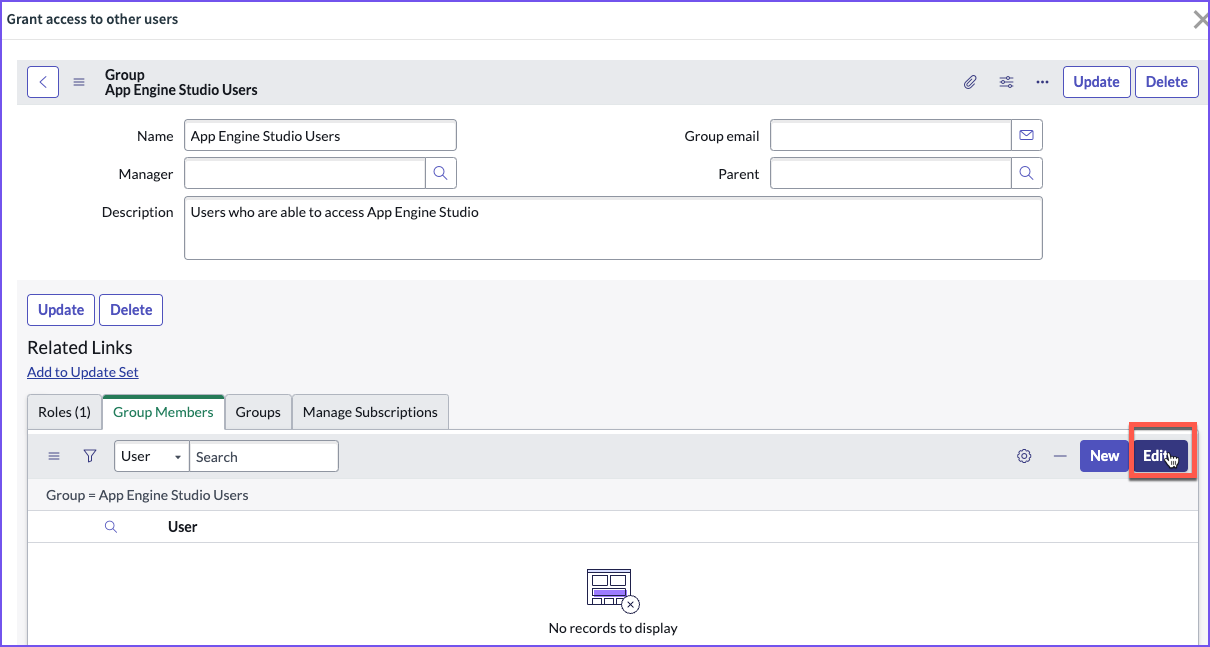 Grant access to other users
Group
App Engine Studio Users
Update
Delete
Name
App Engine Studio Users
Group email
Manager
Parent
Description
Users who are able to access App Engine Studio
Update
Delete
Related Links
Add to Update Set
Roles (1)
Group Members
Groups
Manage Subscriptions
User
Search
New
Edit
Group = App Engine Studio Users
User
No records to display